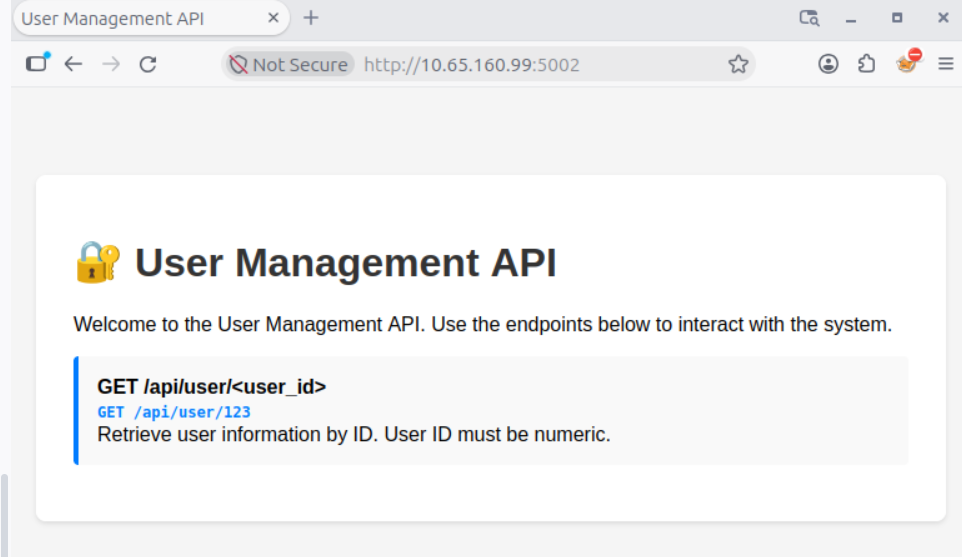 User Management API
Not Secure http://10.65.160.99:5002
User Management API
Welcome to the User Management API. Use the endpoints below to interact with the system.
GET /api/user/<user_id>
GET /api/user/123
Retrieve user information by ID. User ID must be numeric.